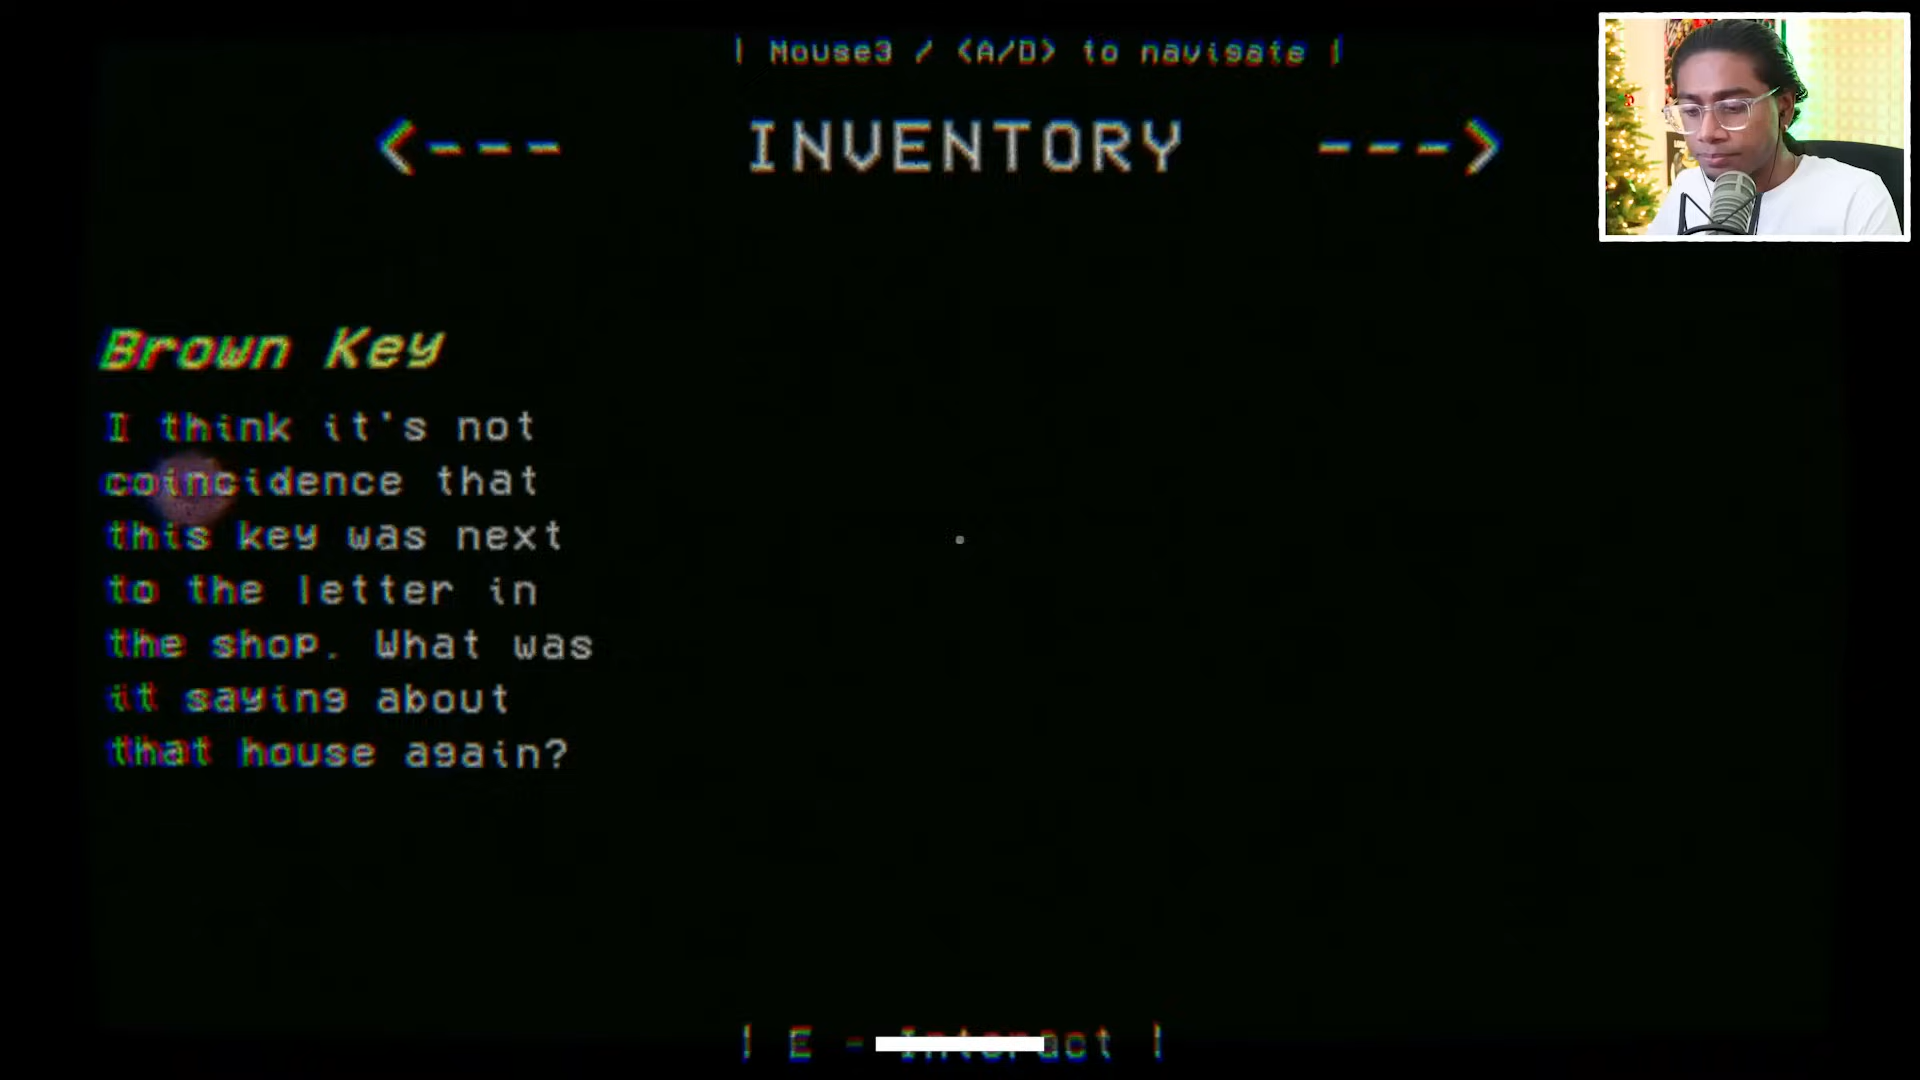 | Mouse3 / <A/D> to navigate |
<--- INVENTORY --->
Brown Key
I think it's not
coincidence that
this key was next
to the letter in
the shop. What was
it saying about
that house again?
| E - Interact |